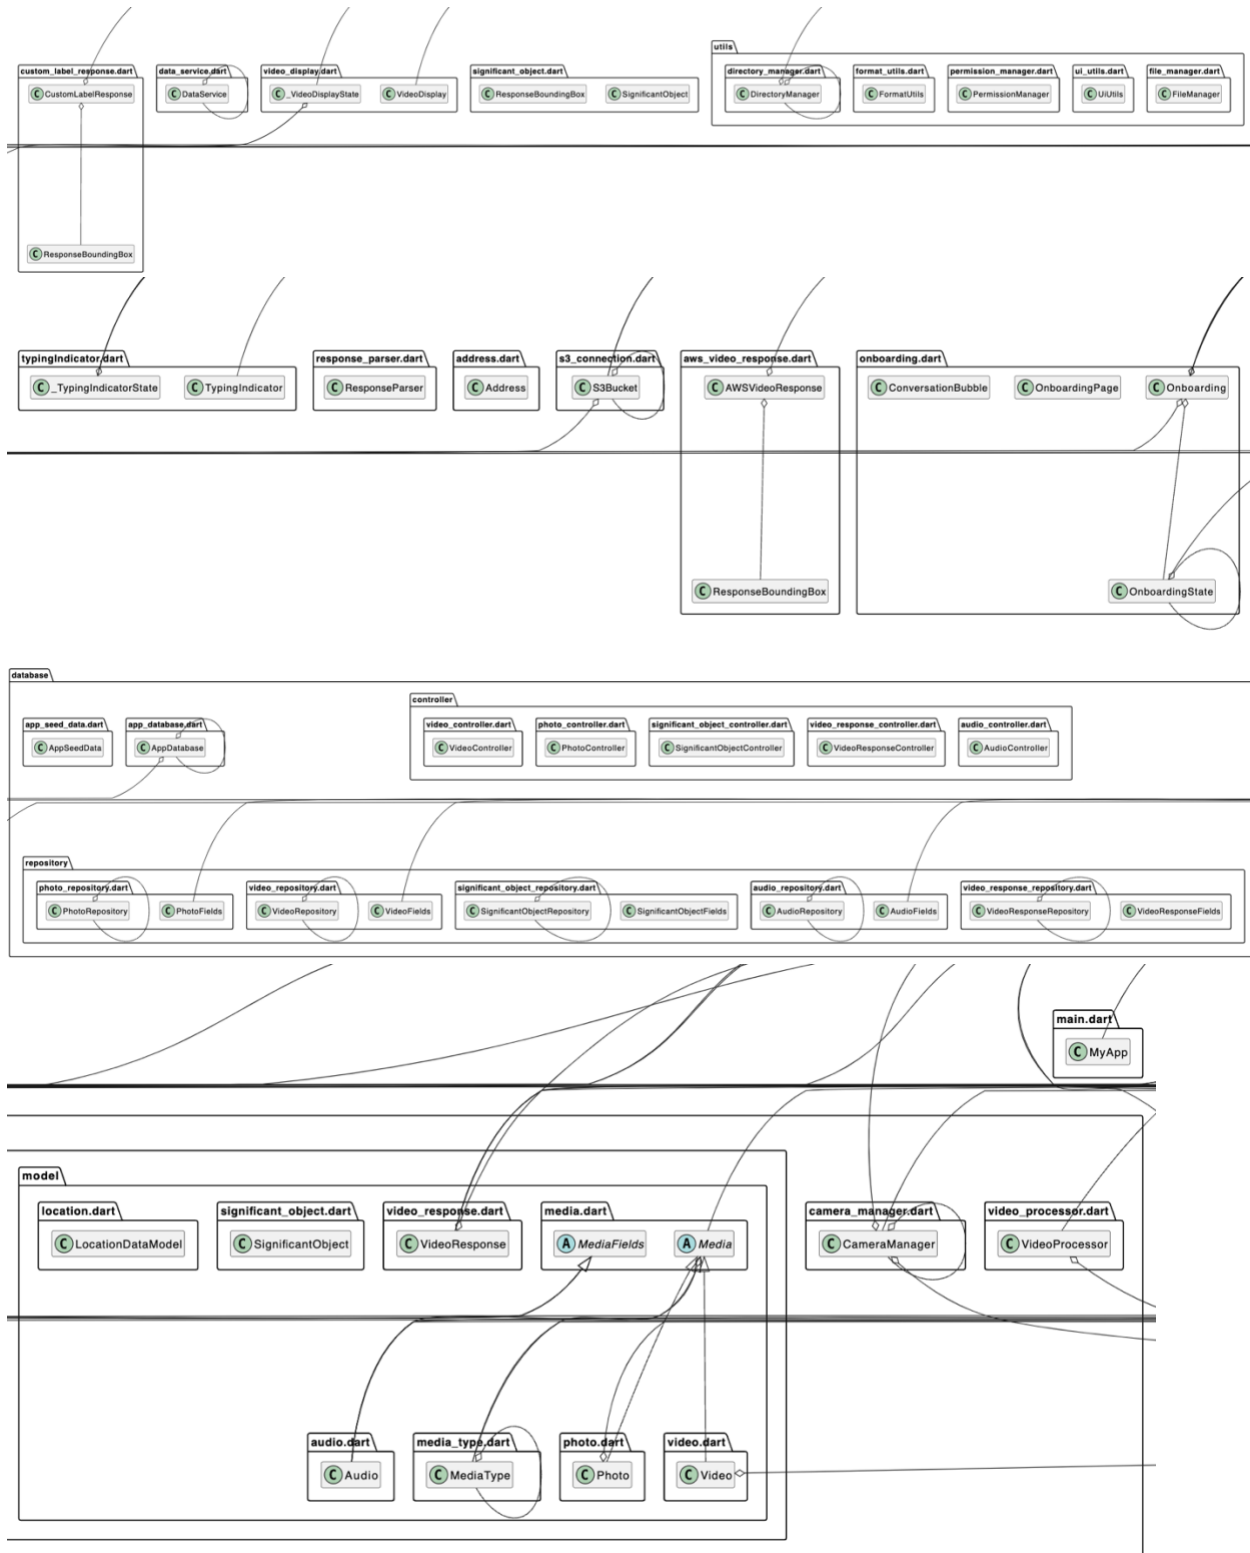 utils
custom_label_response.dart
data_service.dart
video_display.dart
significant_object.dart
directory_manager.dart
format_utils.dart
permission_manager.dart
ui_utils.dart
file_manager.dart
C CustomLabelResponse
C DataService
C _VideoDisplayState
C VideoDisplay
C ResponseBoundingBox
C SignificantObject
C DirectoryManager
C FormatUtils
C PermissionManager
C UiUtils
C FileManager
C ResponseBoundingBox
typingIndicator.dart
response_parser.dart
address.dart
s3_connection.dart
aws_video_response.dart
onboarding.dart
C _TypingIndicatorState
C TypingIndicator
C ResponseParser
C Address
C S3Bucket
C AWSVideoResponse
C ConversationBubble
C OnboardingPage
C Onboarding
C ResponseBoundingBox
C OnboardingState
database
controller
app_seed_data.dart
app_database.dart
video_controller.dart
photo_controller.dart
significant_object_controller.dart
video_response_controller.dart
audio_controller.dart
C AppSeedData
C AppDatabase
C VideoController
C PhotoController
C SignificantObjectController
C VideoResponseController
C AudioController
repository
photo_repository.dart
video_repository.dart
significant_object_repository.dart
audio_repository.dart
video_response_repository.dart
C PhotoRepository
C PhotoFields
C VideoRepository
C VideoFields
C SignificantObjectRepository
C SignificantObjectFields
C AudioRepository
C AudioFields
C VideoResponseRepository
C VideoResponseFields
main.dart
C MyApp
model
location.dart
significant_object.dart
video_response.dart
media.dart
camera_manager.dart
video_processor.dart
C LocationDataModel
C SignificantObject
C VideoResponse
A MediaFields
A Media
C CameraManager
C VideoProcessor
audio.dart
media_type.dart
photo.dart
video.dart
C Audio
C MediaType
C Photo
C Video